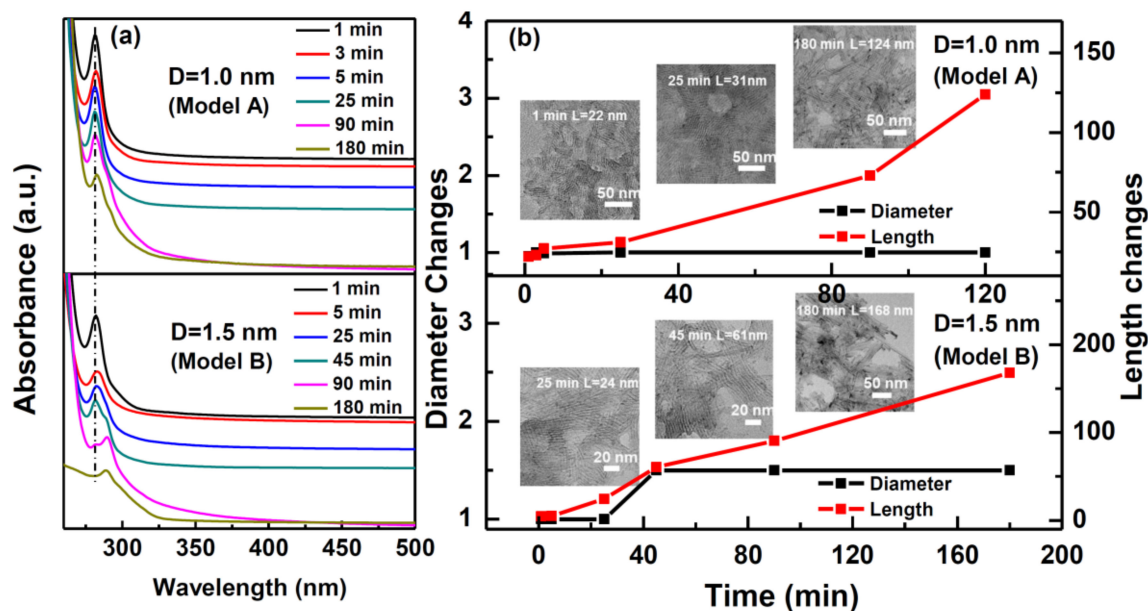 (a)
1 min
3 min
5 min
25 min
90 min
180 min
D=1.0 nm
(Model A)
1 min
5 min
25 min
45 min
90 min
180 min
D=1.5 nm
(Model B)
Absorbance (a.u.)
250 300 350 400 450 500
Wavelength (nm)
(b)
4
3
2
1
3
2
1
Diameter Changes
1 min L=22 nm
50 nm
25 min L=31nm
50 nm
180 min L=124nm
50 nm
D=1.0 nm
(Model A)
Diameter
Length
0 40 80 120
150
100
50
25 min L=24 nm
20 nm
45 min L=61nm
20 nm
180 min L=168 nm
50 nm
D=1.5 nm
(Model B)
Diameter
Length
0 40 80 120 160 200
200
100
0
Length changes
Time (min)